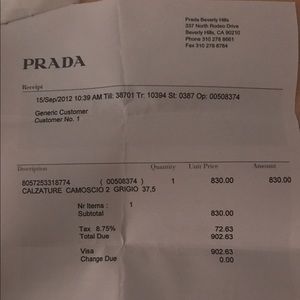 Prada Beverly Hills
337 North Rodeo Drive
Beverly Hills, CA 90210
Phone 310 278 8661
Fax 310 278 8784
PRADA
Receipt
15/Sep/2012 10:39 AM Till: 38701 Tr: 10394 St: 0387 Op: 00508374
Generic Customer
Customer No. 1
Discription Quantity Unit Price Amount
8057253318774 ( 00508374 ) 1 830.00 830.00
CALZATURE CAMOSCIO 2 GRIGIO 37,5
Nr Items : 1
Subtotal 830.00
Tax 8.75% 72.63
Total Due 902.63
Visa 902.63
Change Due 0.00